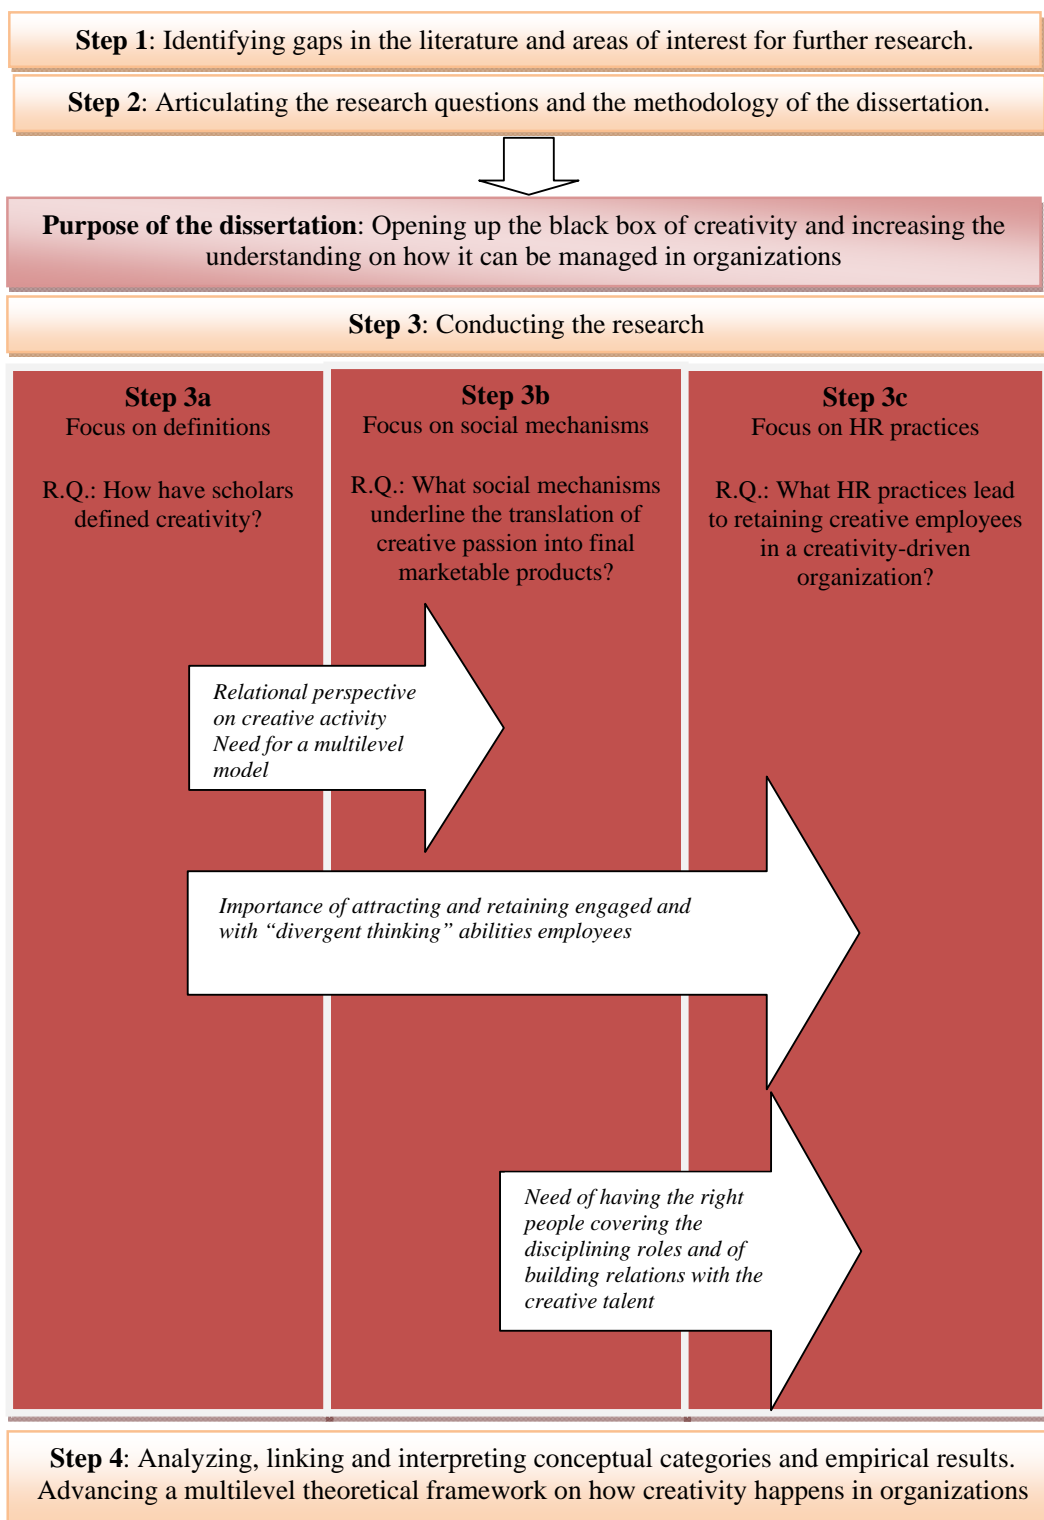 Step 1: Identifying gaps in the literature and areas of interest for further research.
Step 2: Articulating the research questions and the methodology of the dissertation.
Purpose of the dissertation: Opening up the black box of creativity and increasing the
understanding on how it can be managed in organizations
Step 3: Conducting the research
Step 3a
Focus on definitions
R.Q.: How have scholars
defined creativity?
Step 3b
Focus on social mechanisms
R.Q.: What social mechanisms
underline the translation of
creative passion into final
marketable products?
Step 3c
Focus on HR practices
R.Q.: What HR practices lead
to retaining creative employees
in a creativity-driven
organization?
Relational perspective
on creative activity
Need for a multilevel
model
Importance of attracting and retaining engaged and
with “divergent thinking” abilities employees
Need of having the right
people covering the
disciplining roles and of
building relations with the
creative talent
Step 4: Analyzing, linking and interpreting conceptual categories and empirical results.
Advancing a multilevel theoretical framework on how creativity happens in organizations